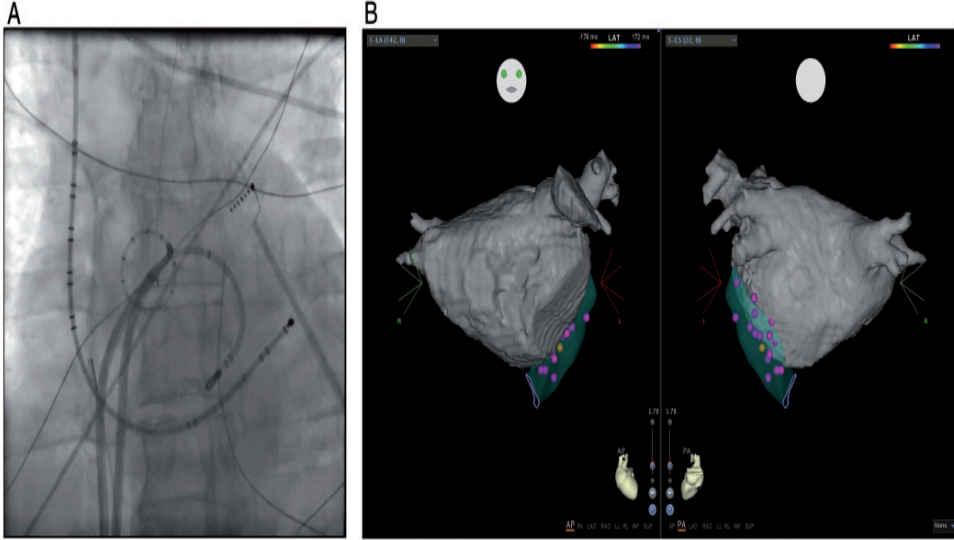 A
B
1-LA (142, 0)
-178 ms LAT 172 ms
S-CS (22, 0)
LAT
R
L
L
R
1.78
1.78
AP
PA
AP PA LAO RAO LL RL INF SUP
AP PA LAO RAO LL RL INF SUP
None